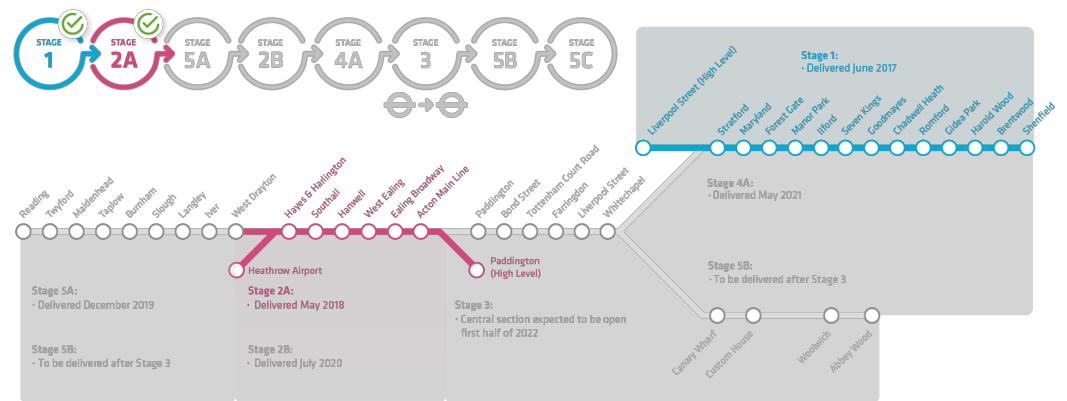 STAGE
1
STAGE
2A
STAGE
5A
STAGE
2B
STAGE
4A
STAGE
3
STAGE
5B
STAGE
5C
Stage 1:
• Delivered June 2017
Liverpool Street (High Level)
Stratford
Maryland
Forest Gate
Manor Park
Ilford
Seven Kings
Goodmayes
Chadwell Heath
Romford
Gidea Park
Harold Wood
Brentwood
Shenfield
Reading
Twyford
Maidenhead
Taplow
Burnham
Slough
Langley
Iver
West Drayton
Hayes & Harlington
Southall
Hanwell
West Ealing
Ealing Broadway
Acton Main Line
Paddington
Bond Street
Tottenham Court Road
Farrington
Liverpool Street
Whitechapel
Stage 4A:
• Delivered May 2021
Heathrow Airport
Paddington
(High Level)
Stage 5B:
• To be delivered after Stage 3
Stage 5A:
• Delivered December 2019
Stage 2A:
• Delivered May 2018
Stage 3:
• Central section expected to be open
first half of 2022
Canary Wharf
Custom House
Woolwich
Abbey Wood
Stage 5B:
• To be delivered after Stage 3
Stage 2B:
• Delivered July 2020